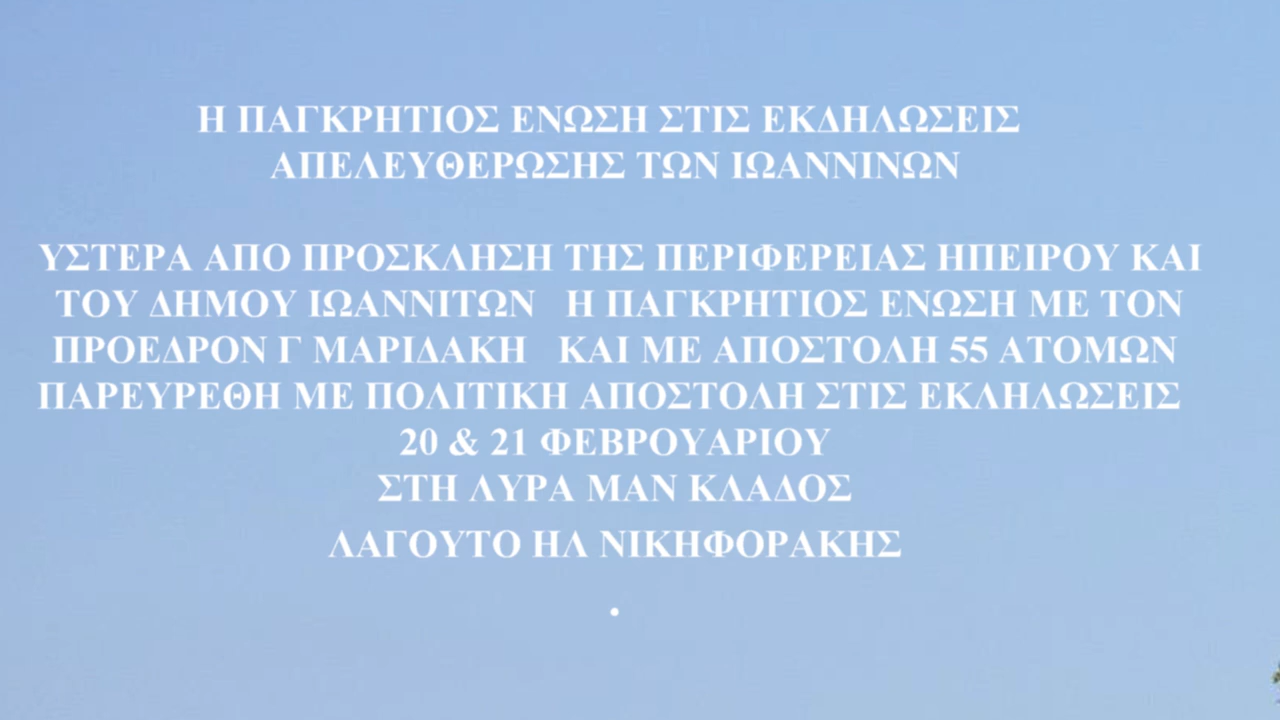 Η ΠΑΓΚΡΗΤΙΟΣ ΕΝΩΣΗ ΣΤΙΣ ΕΚΔΗΛΩΣΕΙΣ
ΑΠΕΛΕΥΘΕΡΩΣΗΣ ΤΩΝ ΙΩΑΝΝΙΝΩΝ
ΥΣΤΕΡΑ ΑΠΟ ΠΡΟΣΚΛΗΣΗ ΤΗΣ ΠΕΡΙΦΕΡΕΙΑΣ ΗΠΕΙΡΟΥ ΚΑΙ
ΤΟΥ ΔΗΜΟΥ ΙΩΑΝΝΙΤΩΝ Η ΠΑΓΚΡΗΤΙΟΣ ΕΝΩΣΗ ΜΕ ΤΟΝ
ΠΡΟΕΔΡΟΝ Γ ΜΑΡΙΔΑΚΗ ΚΑΙ ΜΕ ΑΠΟΣΤΟΛΗ 55 ΑΤΟΜΩΝ
ΠΑΡΕΥΡΕΘΗ ΜΕ ΠΟΛΙΤΙΚΗ ΑΠΟΣΤΟΛΗ ΣΤΙΣ ΕΚΛΗΛΩΣΕΙΣ
20 & 21 ΦΕΒΡΟΥΑΡΙΟΥ
ΣΤΗ ΛΥΡΑ ΜΑΝ ΚΛΑΔΟΣ
ΛΑΓΟΥΤΟ ΗΛ ΝΙΚΗΦΟΡΑΚΗΣ
.